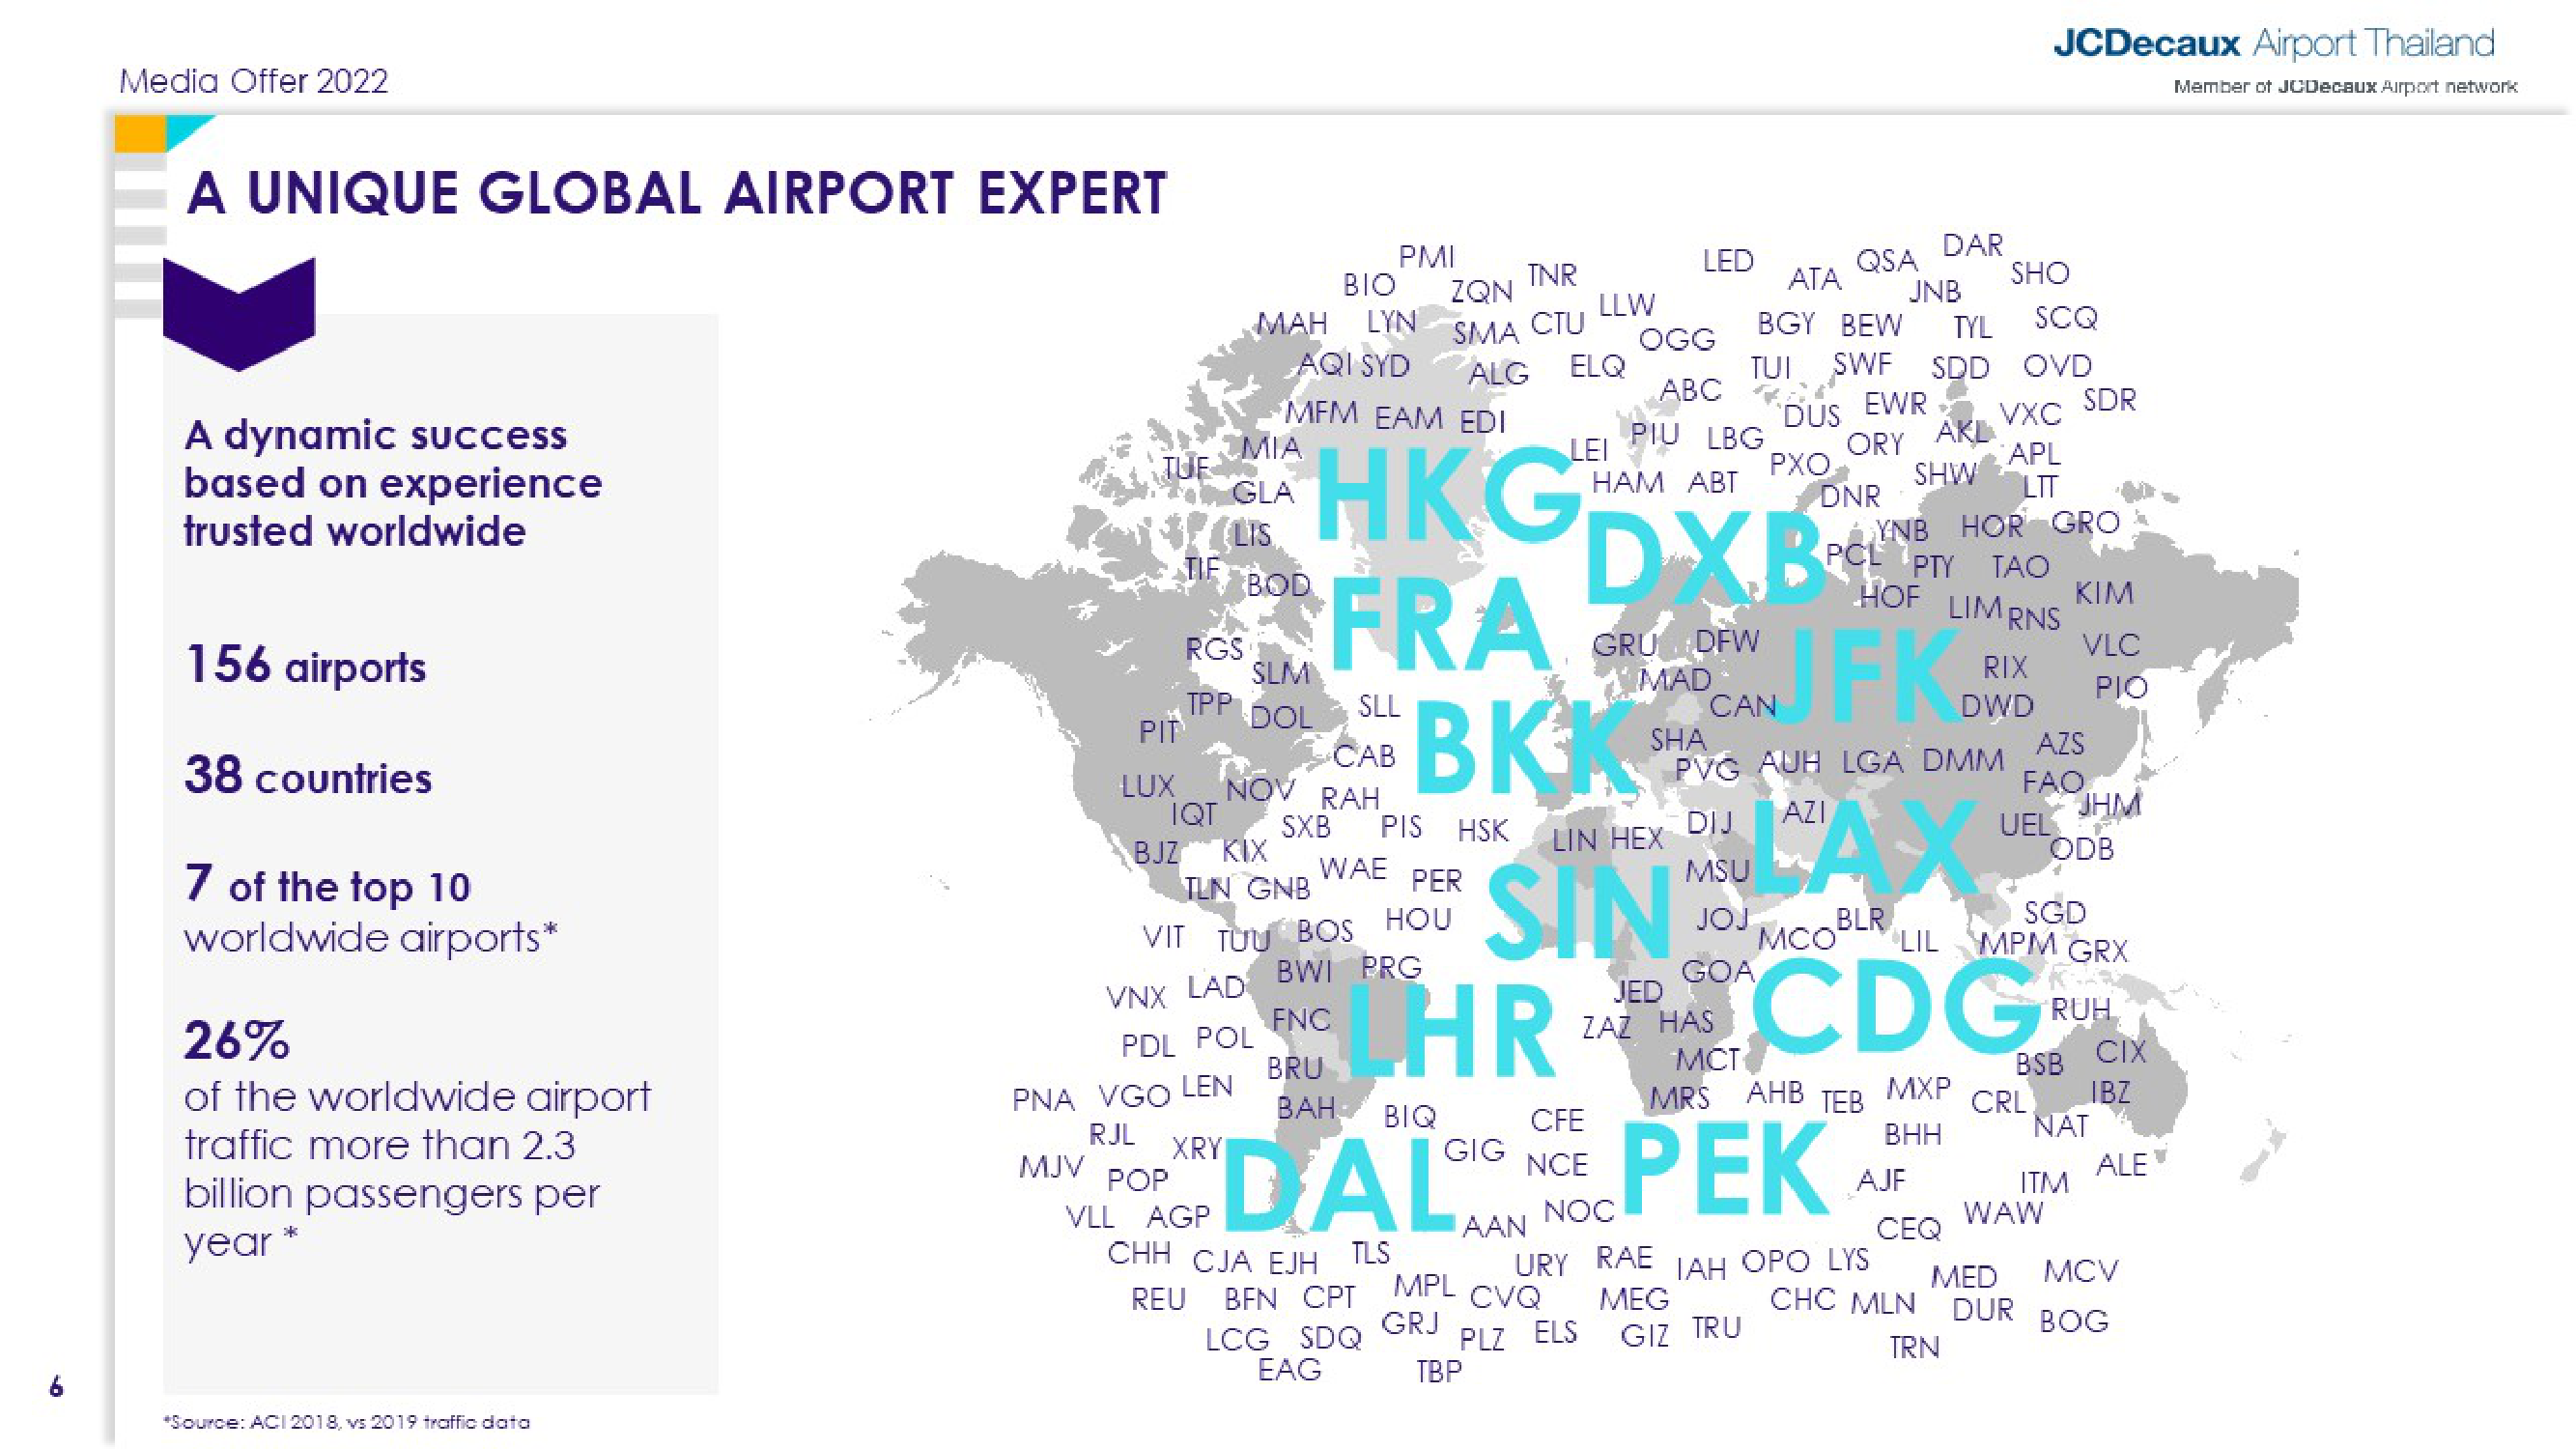 JCDecaux Airport Thailand
Media Offer 2022
Member of JCDecaux Airport network
A UNIQUE GLOBAL AIRPORT EXPERT
A dynamic success
based on experience
trusted worldwide
156 airports
38 countries
7 of the top 10
worldwide airports*
26%
of the worldwide airport
traffic more than 2.3
billion passengers per
year *
PMI LED QSA DAR
BIO ZQN TNR ATA JNB SHO
MAH LYN SMA CTU LLW OGG BGY BEW TYL SCQ
AQI SYD ALG ELQ ABC TUI SWF SDD OVD
MFM EAM EDI DUS EWR VXC SDR
TUF MIA LEI PIU LBG ORY AKL APL
GLA HKG HAM ABT PXO DNR SHW LTT
LIS DXB YNB HOR GRO
TIF BOD PCL PTY TAO
FRA HOF LIM RNS KIM
RGS SLM GRU DFW JFK RIX VLC
MAD PIO
TPP DOL SLL CAN DWD
PIT CAB BKK SHA PVG AUH LGA DMM AZS
LUX NOV RAH FAO
IQT SXB PIS HSK LIN HEX DIJ AZI LAX UEL JHM
BJZ KIX WAE PER MSU ODB
TLN GNB SIN
VIT TUU BOS HOU JOJ MCO BLR LIL SGD MPM GRX
BWI PRG GOA
VNX LAD JED CDG RUH
FNC LHR ZAZ HAS
PDL POL BRU MCT BSB CIX
PNA VGO LEN BAH BIQ CFE MRS AHB TEB MXP CRL IBZ
RJL XRY GIG BHH NAT
MJV POP DAL NCE PEK AJF ITM ALE
VLL AGP AAN NOC CEQ WAW
CHH CJA EJH TLS URY RAE IAH OPO LYS MED MCV
REU BFN CPT MPL CVQ MEG CHC MLN DUR BOG
LCG SDQ GRJ PLZ ELS GIZ TRU TRN
EAG TBP
6
*Source: ACI 2018, vs 2019 traffic data